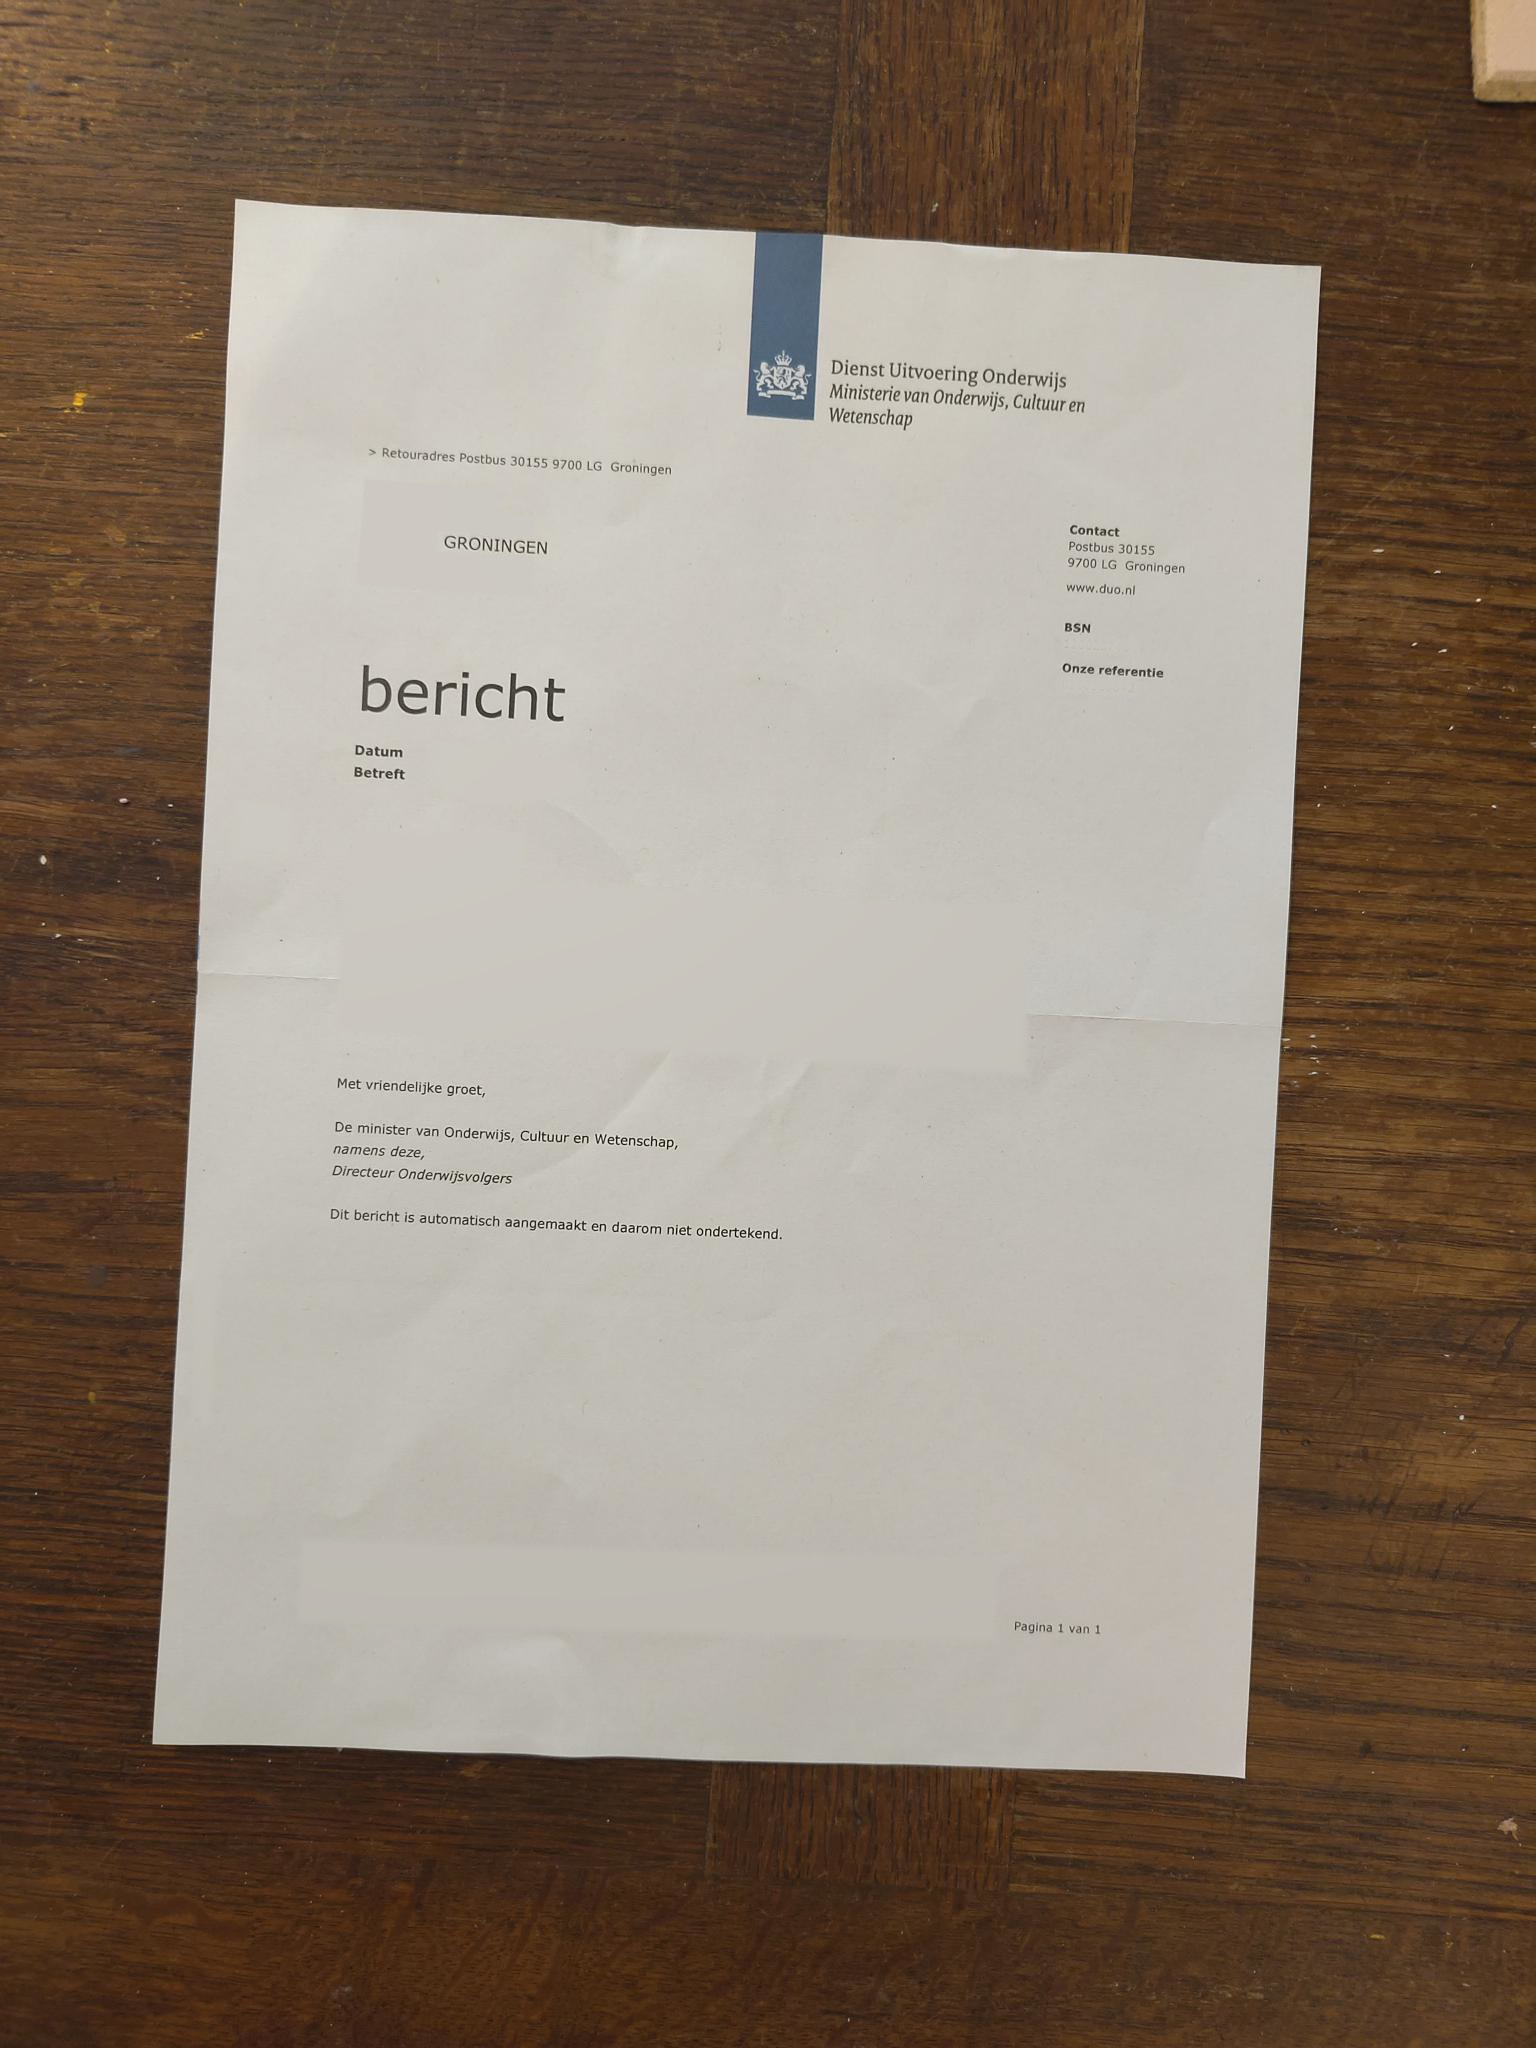 Dienst Uitvoering Onderwijs
Ministerie van Onderwijs, Cultuur en
Wetenschap
> Retouradres Postbus 30155 9700 LG Groningen
GRONINGEN
Contact
Postbus 30155
9700 LG Groningen
www.duo.nl
BSN
Onze referentie
bericht
Datum
Betreft
Met vriendelijke groet,
De minister van Onderwijs, Cultuur en Wetenschap,
namens deze,
Directeur Onderwijsvolgers
Dit bericht is automatisch aangemaakt en daarom niet ondertekend.
Pagina 1 van 1